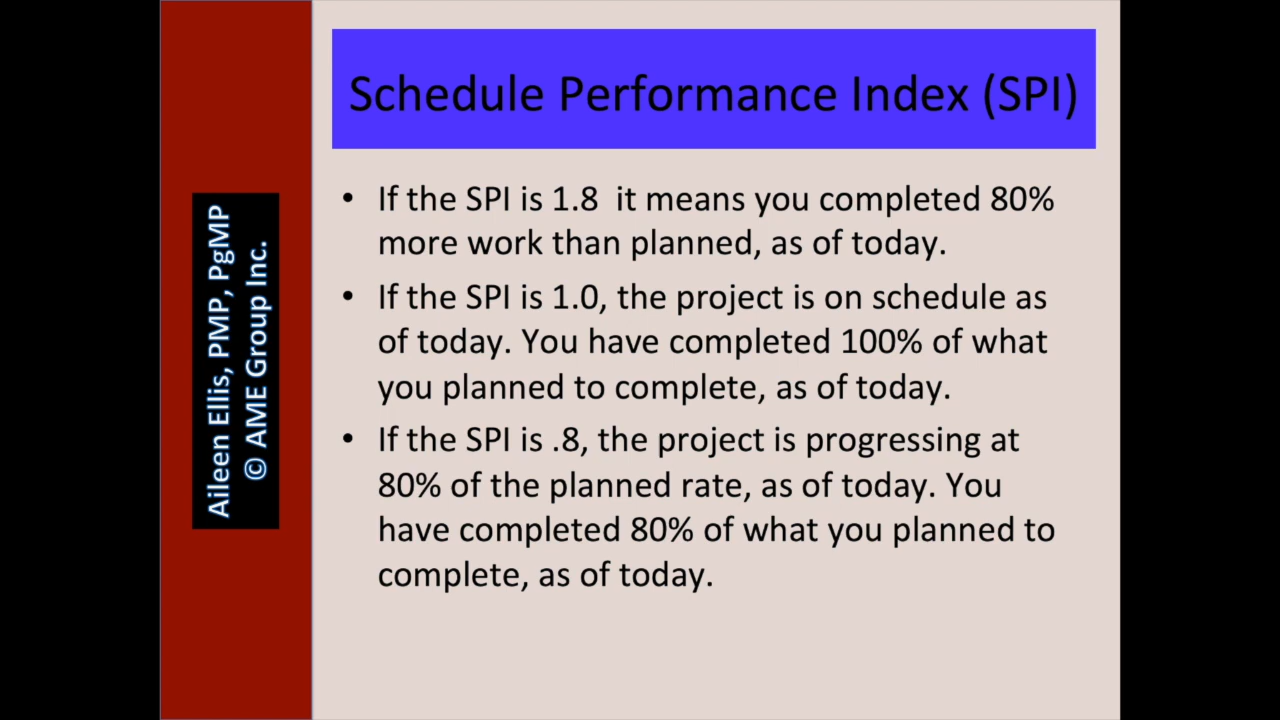 Schedule Performance Index (SPI)
• If the SPI is 1.8  it means you completed 80%
more work than planned, as of today.
• If the SPI is 1.0, the project is on schedule as
of today. You have completed 100% of what
you planned to complete, as of today.
• If the SPI is .8, the project is progressing at
80% of the planned rate, as of today. You
have completed 80% of what you planned to
complete, as of today.
Aileen Ellis, PMP, PgMP
© AME Group Inc.